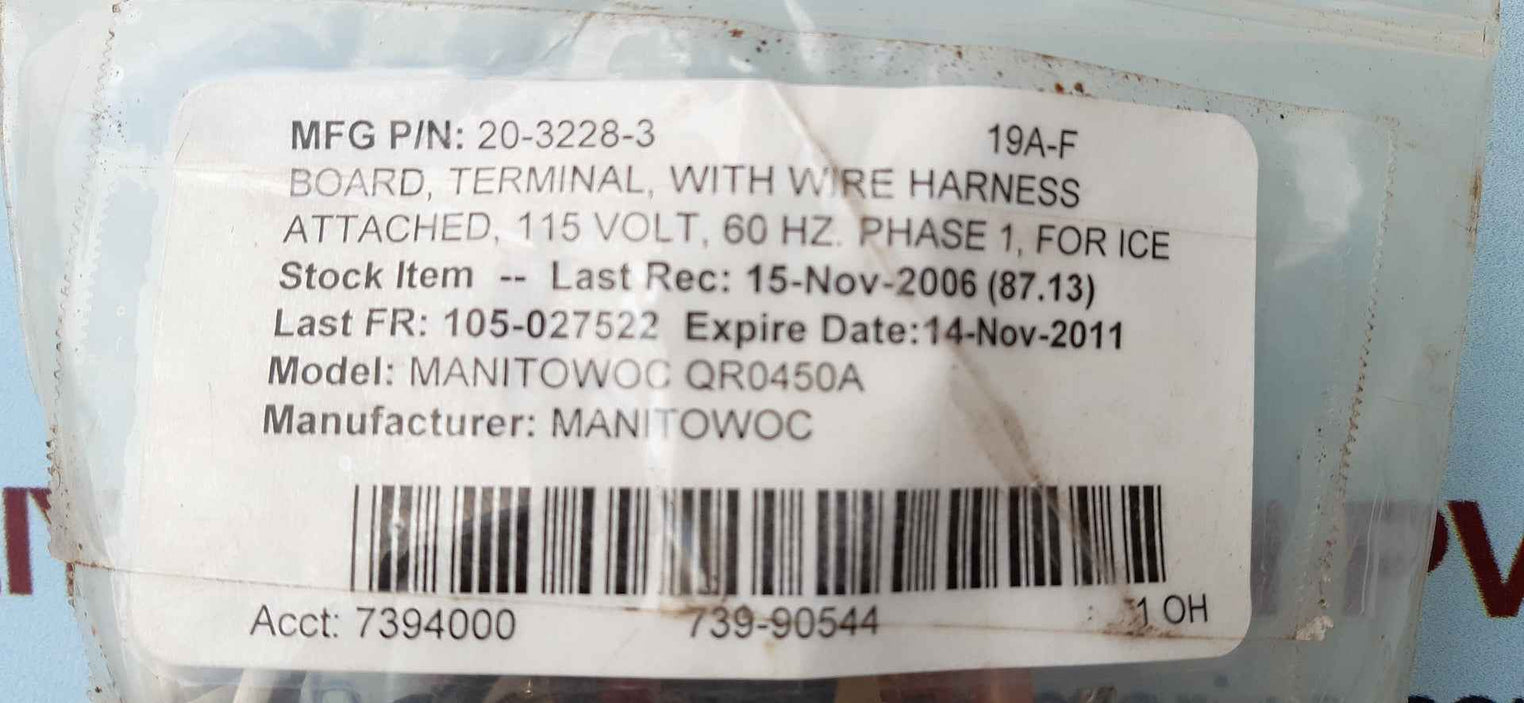 MFG P/N: 20-3228-3 19A-F
BOARD, TERMINAL, WITH WIRE HARNESS
ATTACHED, 115 VOLT, 60 HZ. PHASE 1, FOR ICE
Stock Item -- Last Rec: 15-Nov-2006 (87.13)
Last FR: 105-027522 Expire Date:14-Nov-2011
Model: MANITOWOC QR0450A
Manufacturer: MANITOWOC
Acct: 7394000 739-90544 : 1 OH